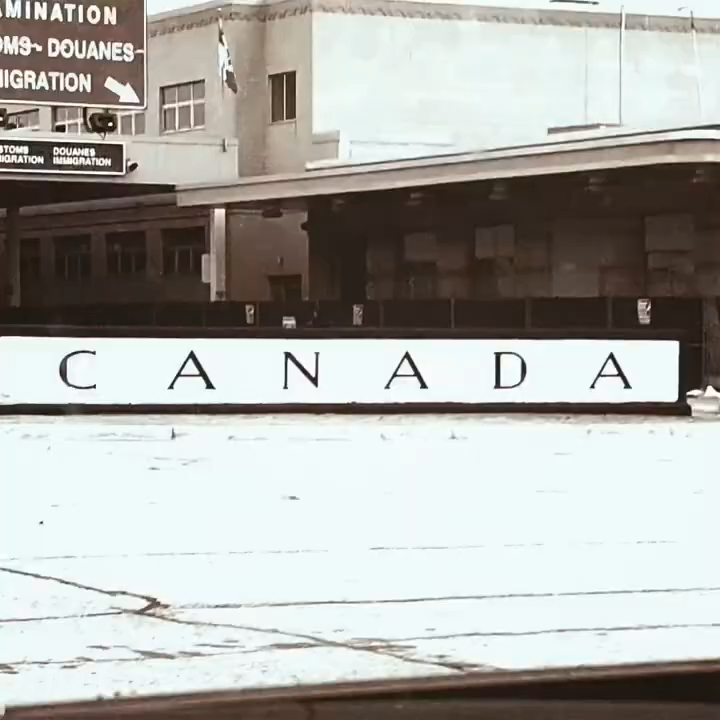 AMINATION
OMS~DOUANES
IGRATION
STOMS DOUANES
IGRATION IMMIGRATION
CANADA